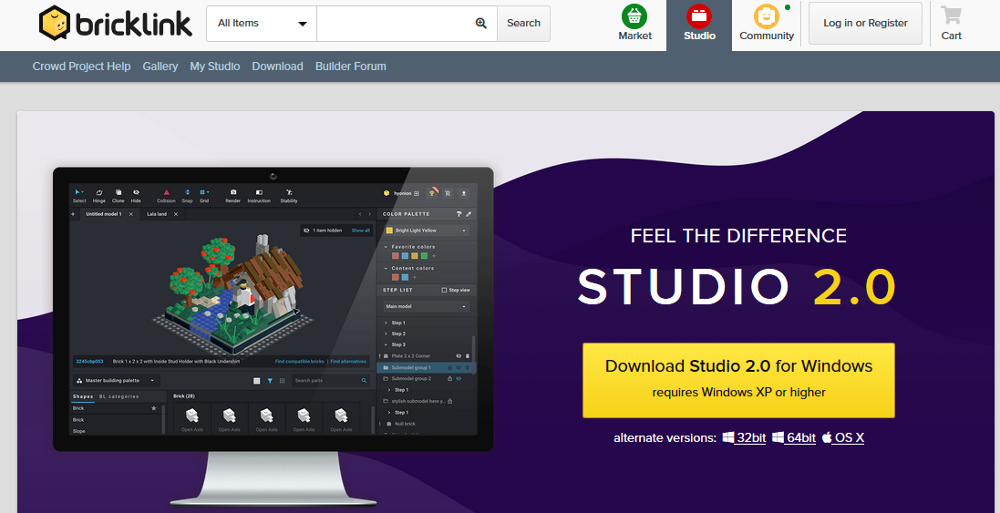 bricklink
All Items
Search
Market
Studio
Community
Log in or Register
Cart
Crowd Project Help Gallery My Studio Download Builder Forum
Select Hinge Clone Hide Collision Snap Grid Render Instruction Stability
hyonion
Untitled model 1 Lala land
COLOR PALETTE
1 item hidden Show all
Bright Light Yellow
Favorite colors
Content colors
STEP LIST Step view
Main model
Step 1
Step 2
Step 3
Plate 2 x 2 Corner
Submodel group 1
Submodel group 2
Step 1
stylish submodel here y...
Step 1
Null brick
3245cbp003 Brick 1 x 2 x 2 with Inside Stud Holder with Black Undershirt Find compatible bricks | Find alternatives
Master building palette Search parts
Shapes BL categories
Brick (28)
Brick
Brick
Slope
Open Axle Open Axle Open Axle Open Axle Open Axle
FEEL THE DIFFERENCE
STUDIO 2.0
Download Studio 2.0 for Windows
requires Windows XP or higher
alternate versions: 32bit 64bit OS X